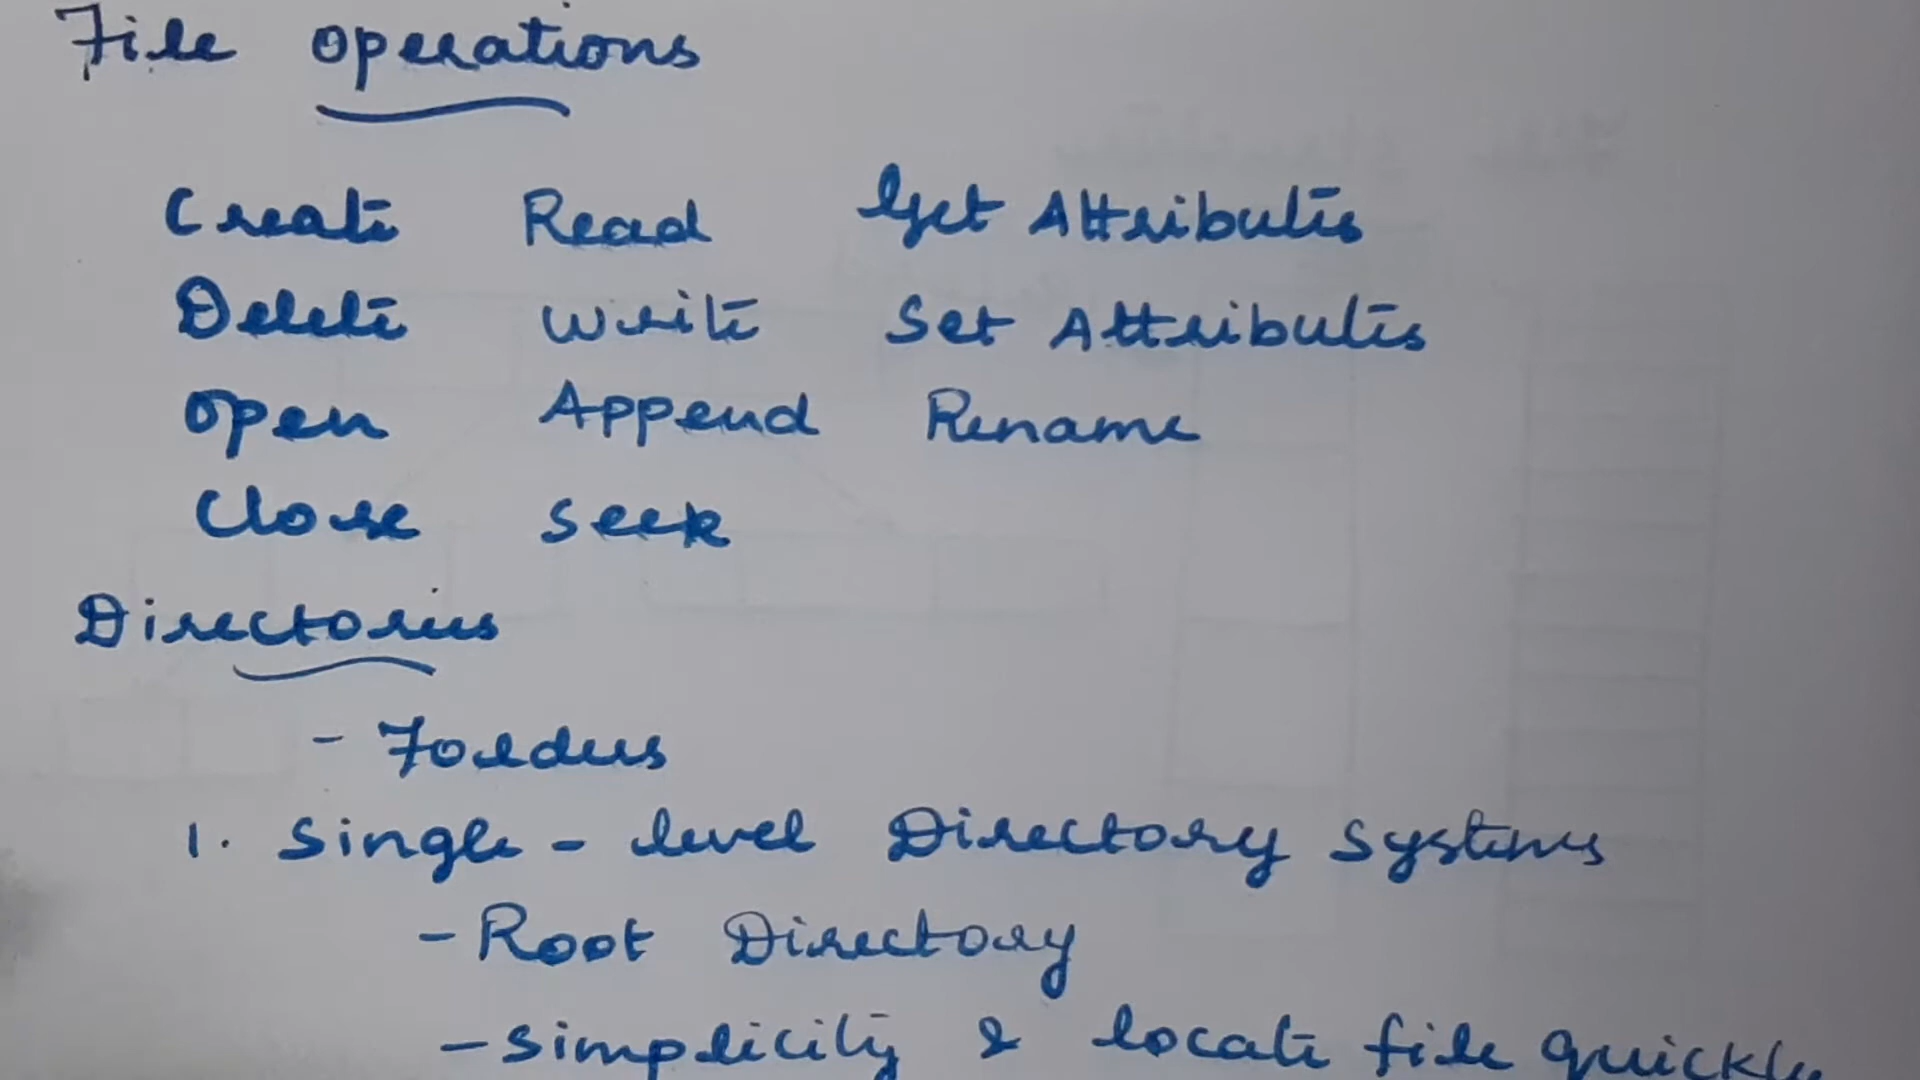 File operations
Create Read Get Attributes
Delete write Set Attributes
open Append Rename
Close seek
Directories
- Folders
1. Single - level Directory Systems
- Root Directory
- Simplicity & locate file quickly